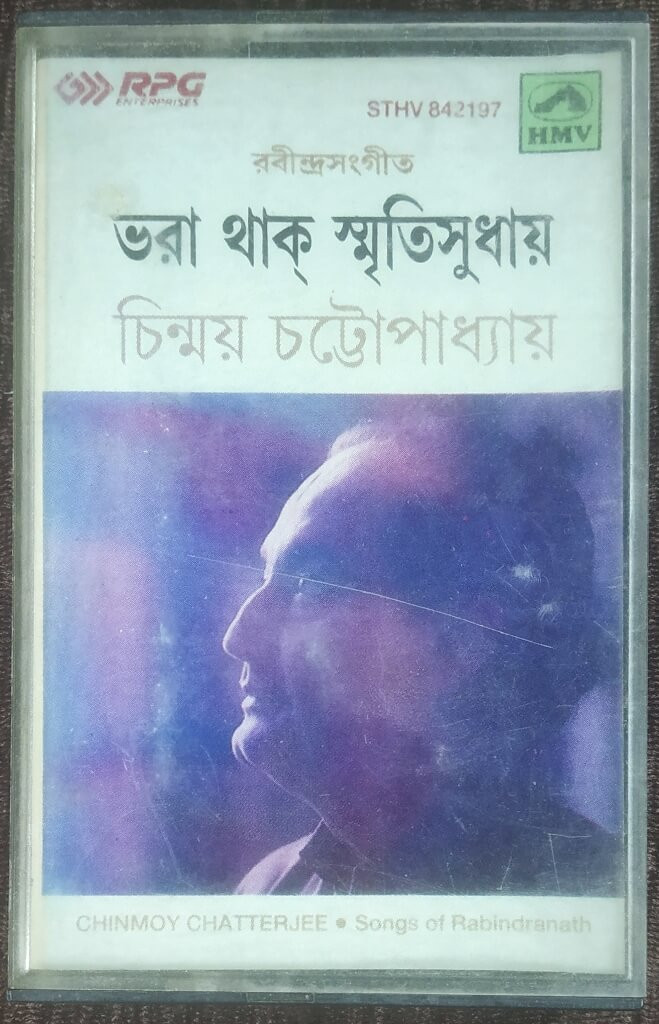 RPG
ENTERPRISES
STHV 842197
HMV
রবীন্দ্রসংগীত
ভরা থাক্ স্মৃতিসুধায়
চিন্ময় চট্টোপাধ্যায়
CHINMOY CHATTERJEE • Songs of Rabindranath